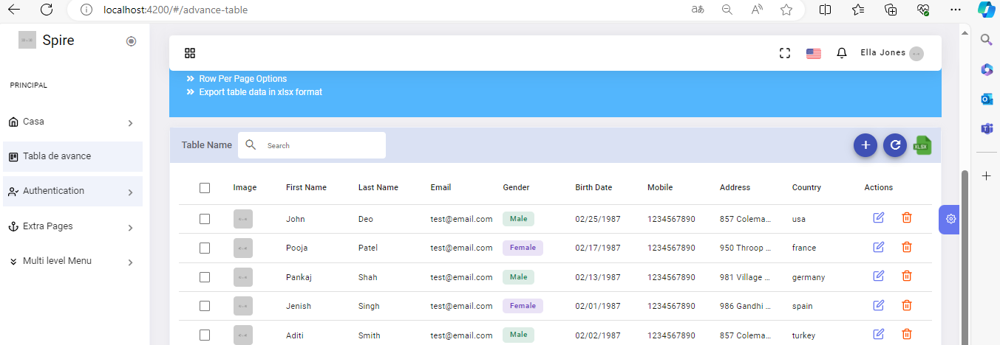 localhost:4200/#/advance-table
Spire
Ella Jones
PRINCIPAL
Casa
Tabla de avance
Authentication
Extra Pages
Multi level Menu
Row Per Page Options
Export table data in xlsx format
Table Name Search XLSX
Image First Name Last Name Email Gender Birth Date Mobile Address Country Actions
John Deo test@email.com Male 02/25/1987 1234567890 857 Colema... usa
Pooja Patel test@email.com Female 02/17/1987 1234567890 950 Throop ... france
Pankaj Shah test@email.com Male 02/13/1987 1234567890 981 Village ... germany
Jenish Singh test@email.com Female 02/01/1987 1234567890 986 Gandhi ... spain
Aditi Smith test@email.com Male 02/02/1987 1234567890 857 Colema... turkey